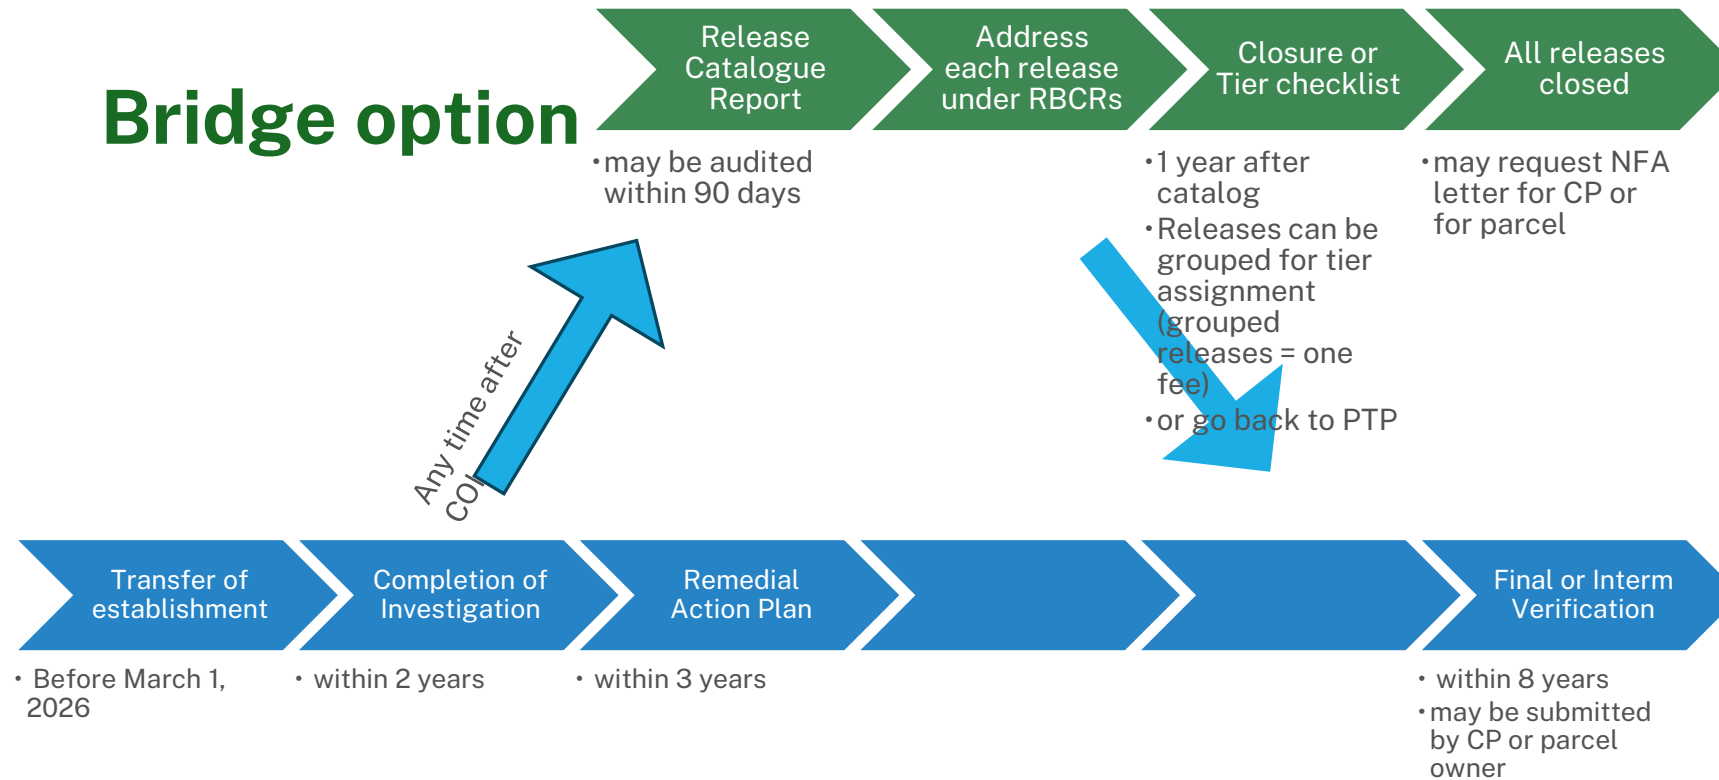 Bridge option
Release
Catalogue
Report
Address
each release
under RBCRs
Closure or
Tier checklist
All releases
closed
•may be audited
within 90 days
•1 year after
catalog
•Releases can be
grouped for tier
assignment
(grouped
releases = one
fee)
•or go back to PTP
•may request NFA
letter for CP or
for parcel
Any time after
COI
Transfer of
establishment
Completion of
Investigation
Remedial
Action Plan
Final or Interm
Verification
• Before March 1,
2026
• within 2 years
• within 3 years
• within 8 years
•may be submitted
by CP or parcel
owner